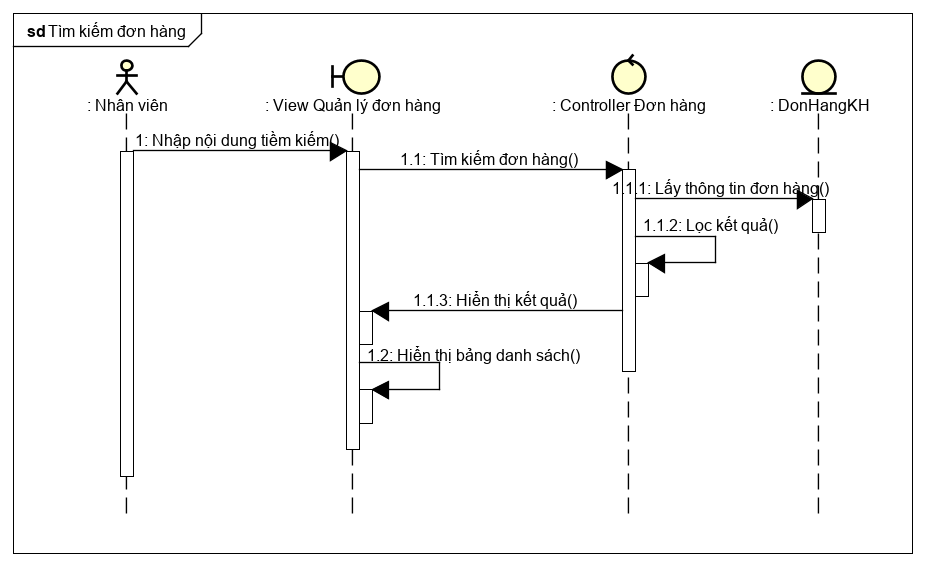 sd Tìm kiếm đơn hàng
: Nhân viên
: View Quản lý đơn hàng
: Controller Đơn hàng
: DonHangKH
1: Nhập nội dung tiềm kiếm()
1.1: Tìm kiếm đơn hàng()
1.1.1: Lấy thông tin đơn hàng()
1.1.2: Lọc kết quả()
1.1.3: Hiển thị kết quả()
1.2: Hiển thị bảng danh sách()